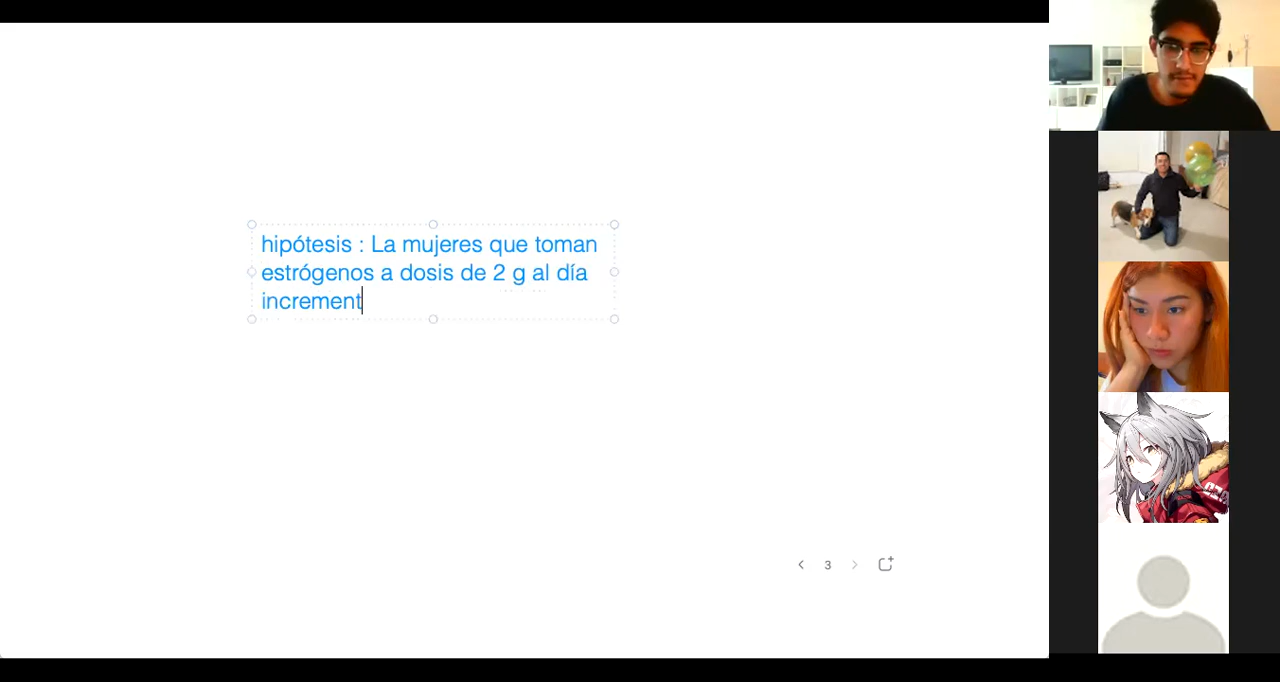 hipótesis : La mujeres que toman
estrógenos a dosis de 2 g al día
increment
3